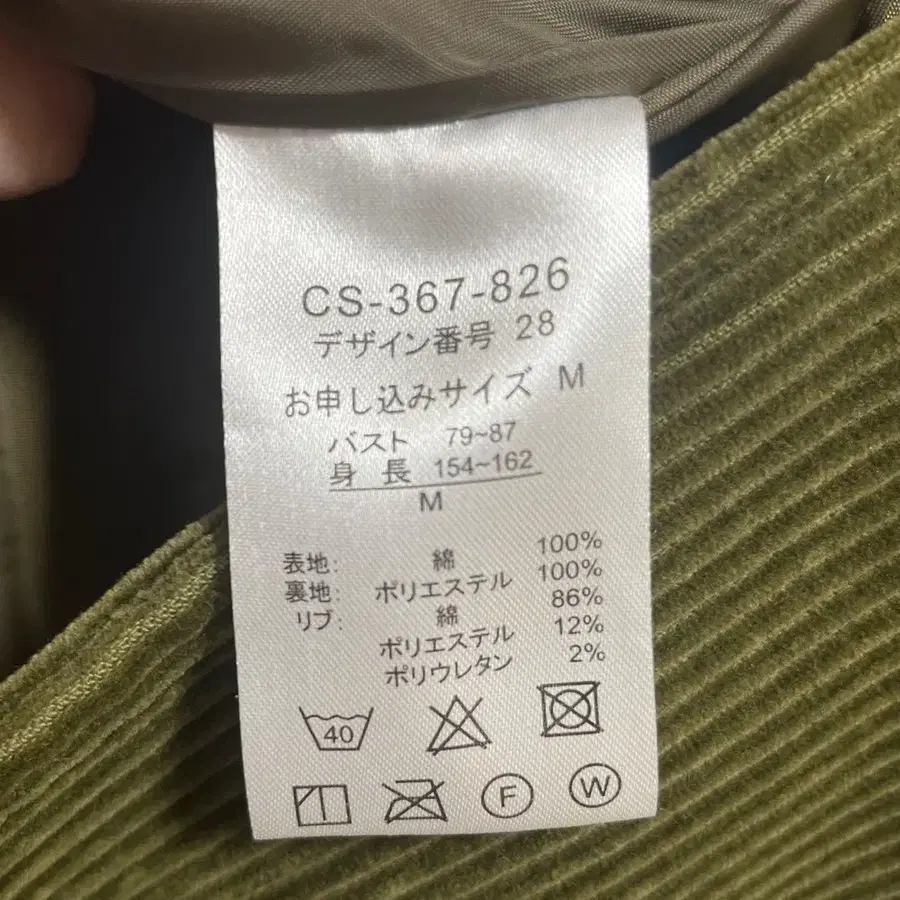 CS-367-826
デザイン番号 28
お申し込みサイズ M
バスト 79~87
身 長 154~162
M
表地: 綿 100%
裏地: ポリエステル 100%
リブ: 綿 86%
ポリエステル 12%
ポリウレタン 2%
40
F W